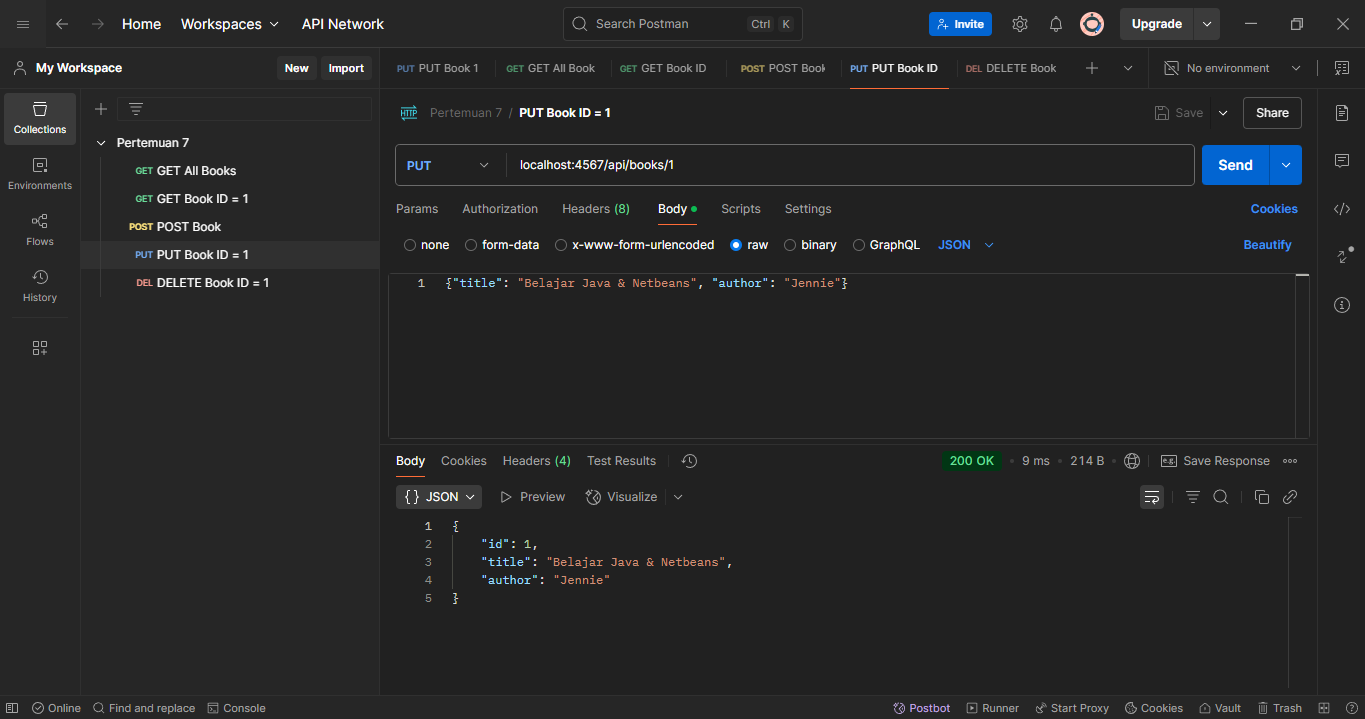 Home Workspaces API Network Search Postman Ctrl K Invite Upgrade
My Workspace New Import
PUT PUT Book 1 GET GET All Book GET GET Book ID POST POST Book PUT PUT Book ID DEL DELETE Book No environment
Collections
Environments
Flows
History
Pertemuan 7
GET GET All Books
GET GET Book ID = 1
POST POST Book
PUT PUT Book ID = 1
DEL DELETE Book ID = 1
HTTP Pertemuan 7 / PUT Book ID = 1 Save Share
PUT localhost:4567/api/books/1 Send
Params Authorization Headers (8) Body Scripts Settings Cookies
none form-data x-www-form-urlencoded raw binary GraphQL JSON Beautify
1 {"title": "Belajar Java & Netbeans", "author": "Jennie"}
Body Cookies Headers (4) Test Results 200 OK • 9 ms • 214 B • e.g. Save Response
{} JSON Preview Visualize
1 {
2 "id": 1,
3 "title": "Belajar Java & Netbeans",
4 "author": "Jennie"
5 }
Online Find and replace Console Postbot Runner Start Proxy Cookies Vault Trash